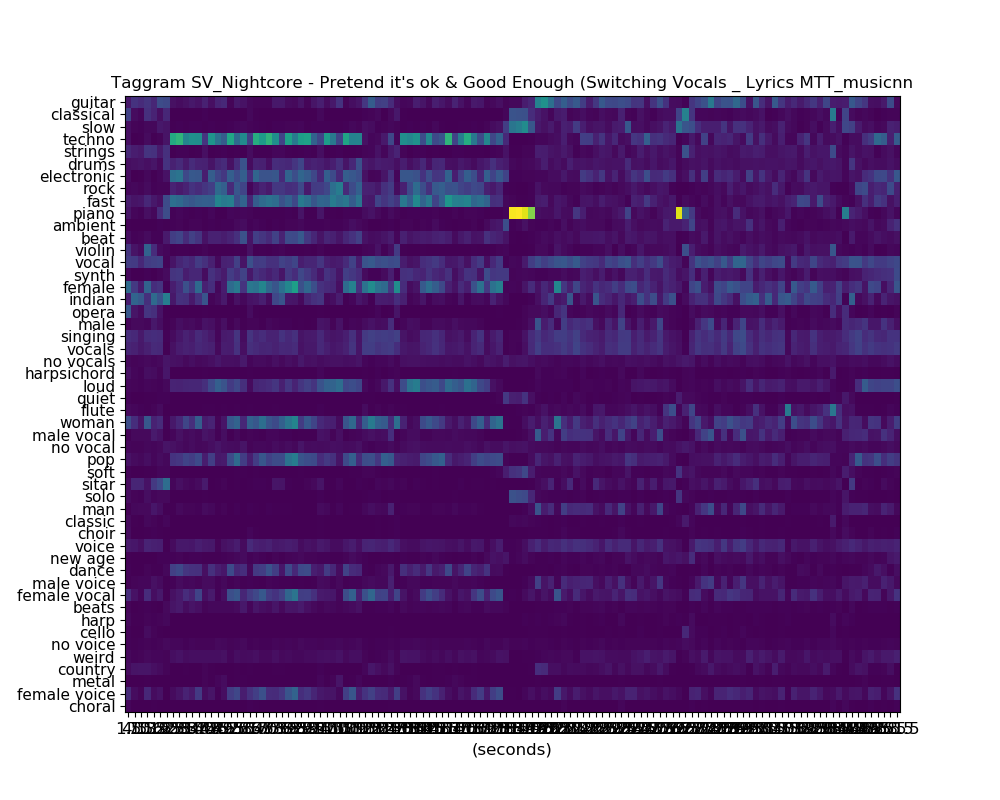 Taggram SV_Nightcore - Pretend it's ok & Good Enough (Switching Vocals _ Lyrics MTT_musicnn
guitar
classical
slow
techno
strings
drums
electronic
rock
fast
piano
ambient
beat
violin
vocal
synth
female
indian
opera
male
singing
vocals
no vocals
harpsichord
loud
quiet
flute
woman
male vocal
no vocal
pop
soft
sitar
solo
man
classic
choir
voice
new age
dance
male voice
female vocal
beats
harp
cello
no voice
weird
country
metal
female voice
choral
(seconds)